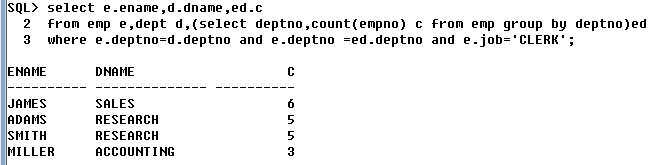 SQL> select e.ename,d.dname,ed.c
2 from emp e,dept d,(select deptno,count(empno) c from emp group by deptno)ed
3 where e.deptno=d.deptno and e.deptno =ed.deptno and e.job='CLERK';
ENAME DNAME C
---------- -------------- ----------
JAMES SALES 6
ADAMS RESEARCH 5
SMITH RESEARCH 5
MILLER ACCOUNTING 3